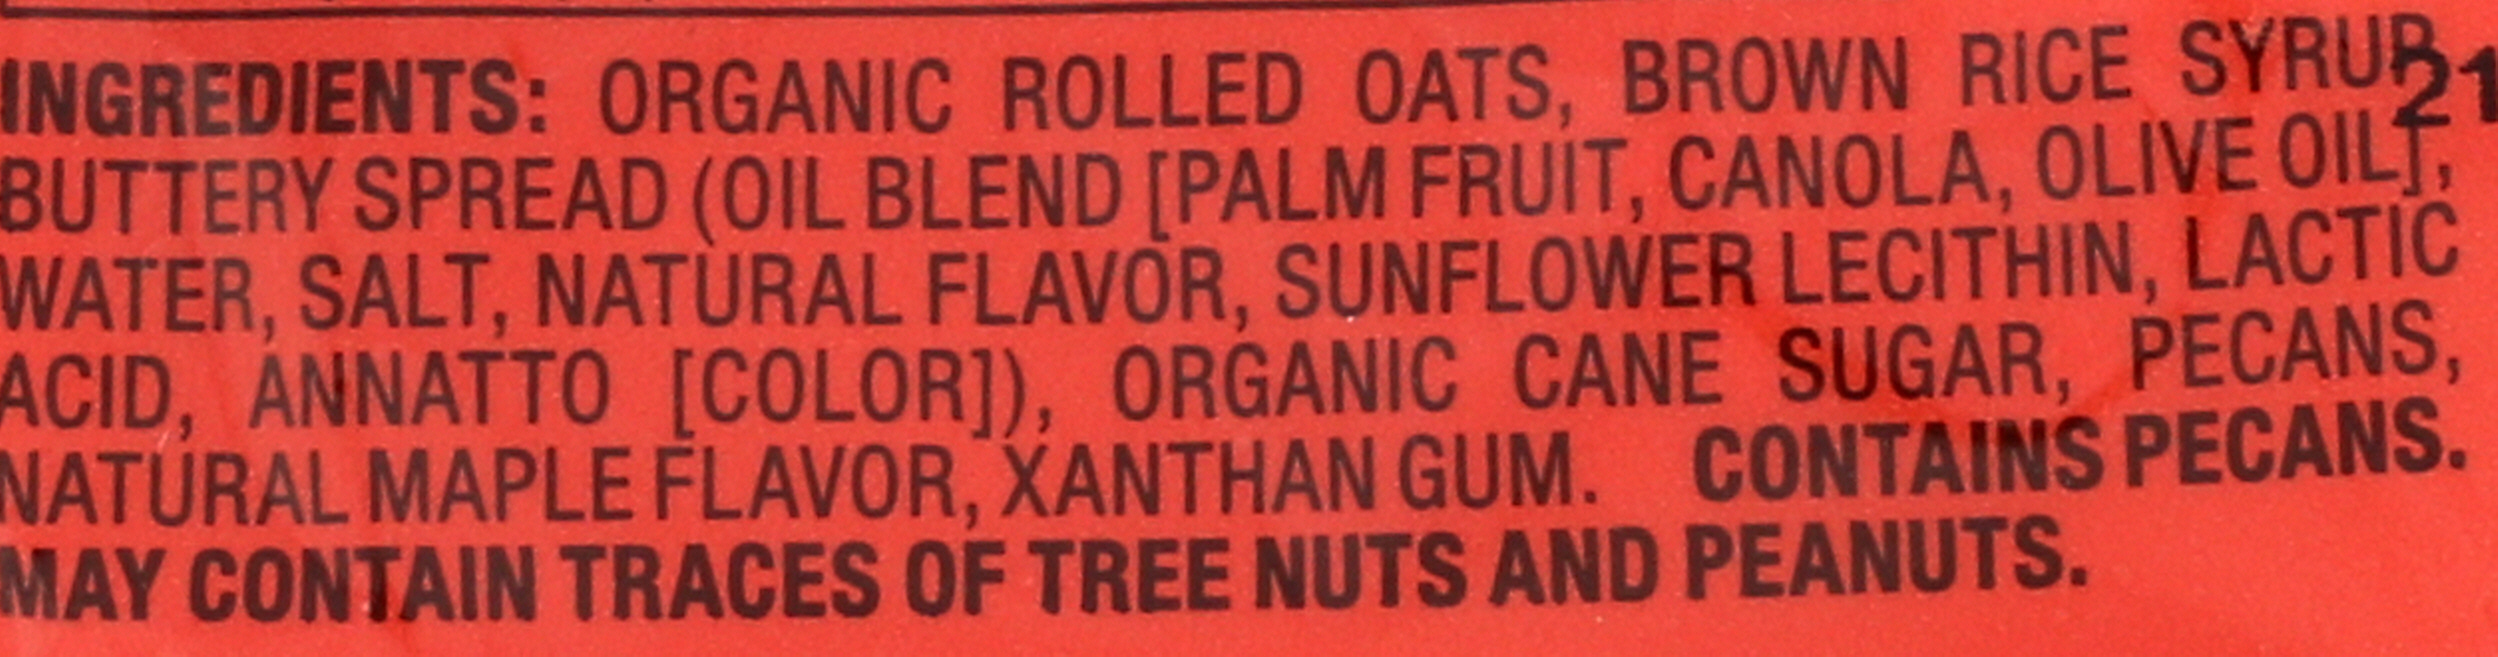 INGREDIENTS: ORGANIC ROLLED OATS, BROWN RICE SYRUP
21
BUTTERY SPREAD (OIL BLEND [PALM FRUIT, CANOLA, OLIVE OIL],
WATER, SALT, NATURAL FLAVOR, SUNFLOWER LECITHIN, LACTIC
ACID, ANNATTO [COLOR]), ORGANIC CANE SUGAR, PECANS,
NATURAL MAPLE FLAVOR, XANTHAN GUM. CONTAINS PECANS.
MAY CONTAIN TRACES OF TREE NUTS AND PEANUTS.